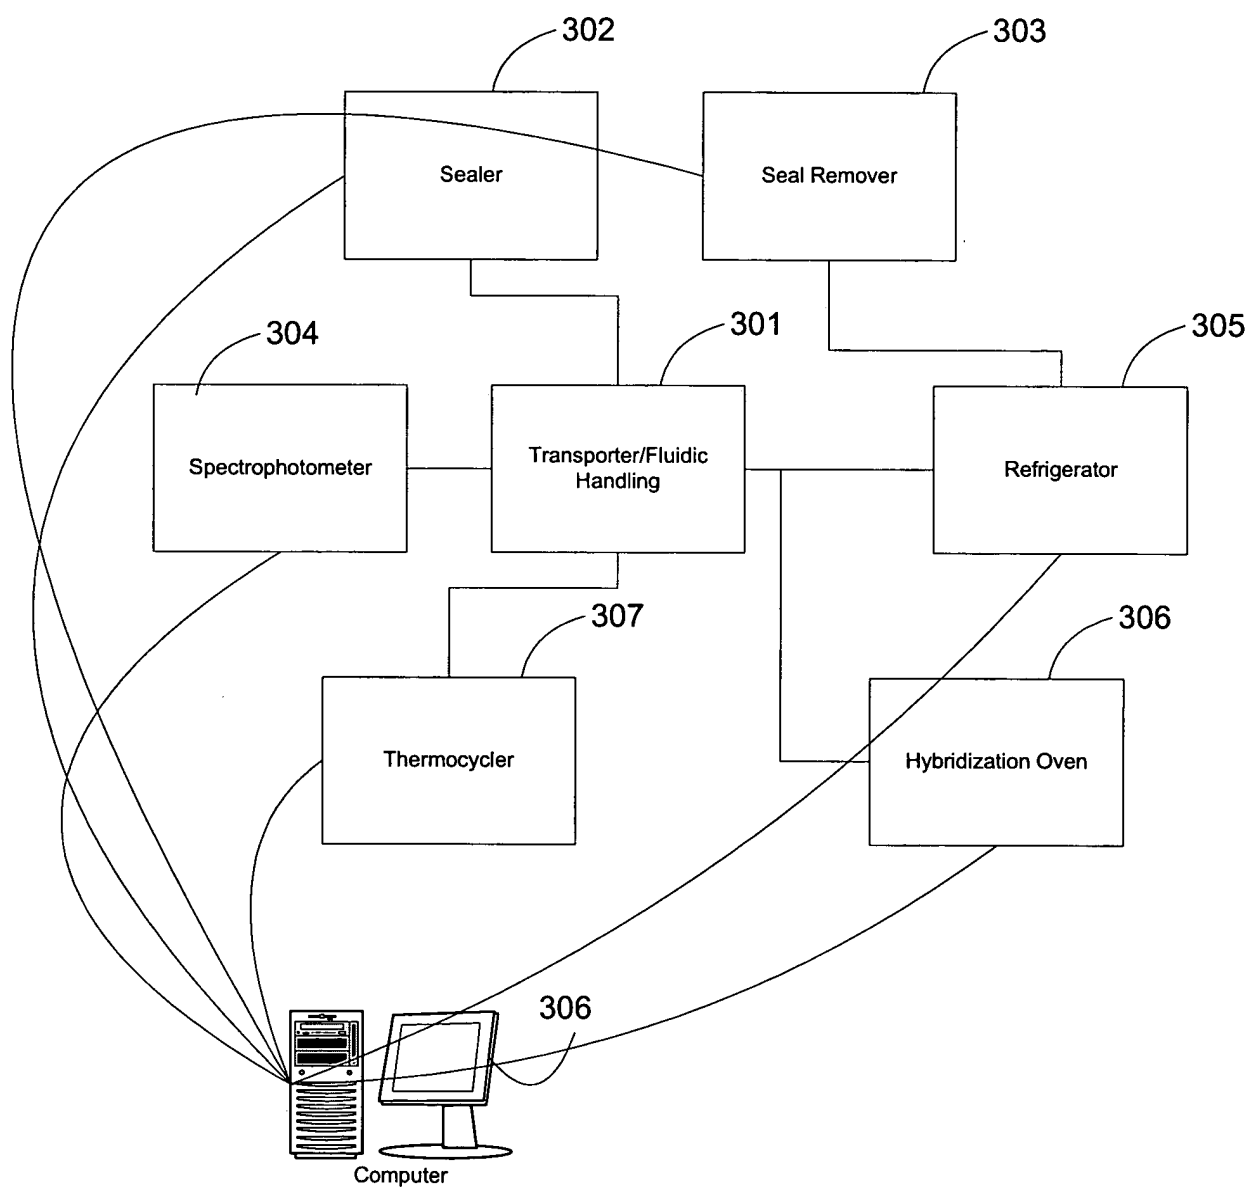 302
303
Sealer
Seal Remover
304
301
305
Spectrophotometer
Transporter/Fluidic
Handling
Refrigerator
307
306
Thermocycler
Hybridization Oven
306
Computer